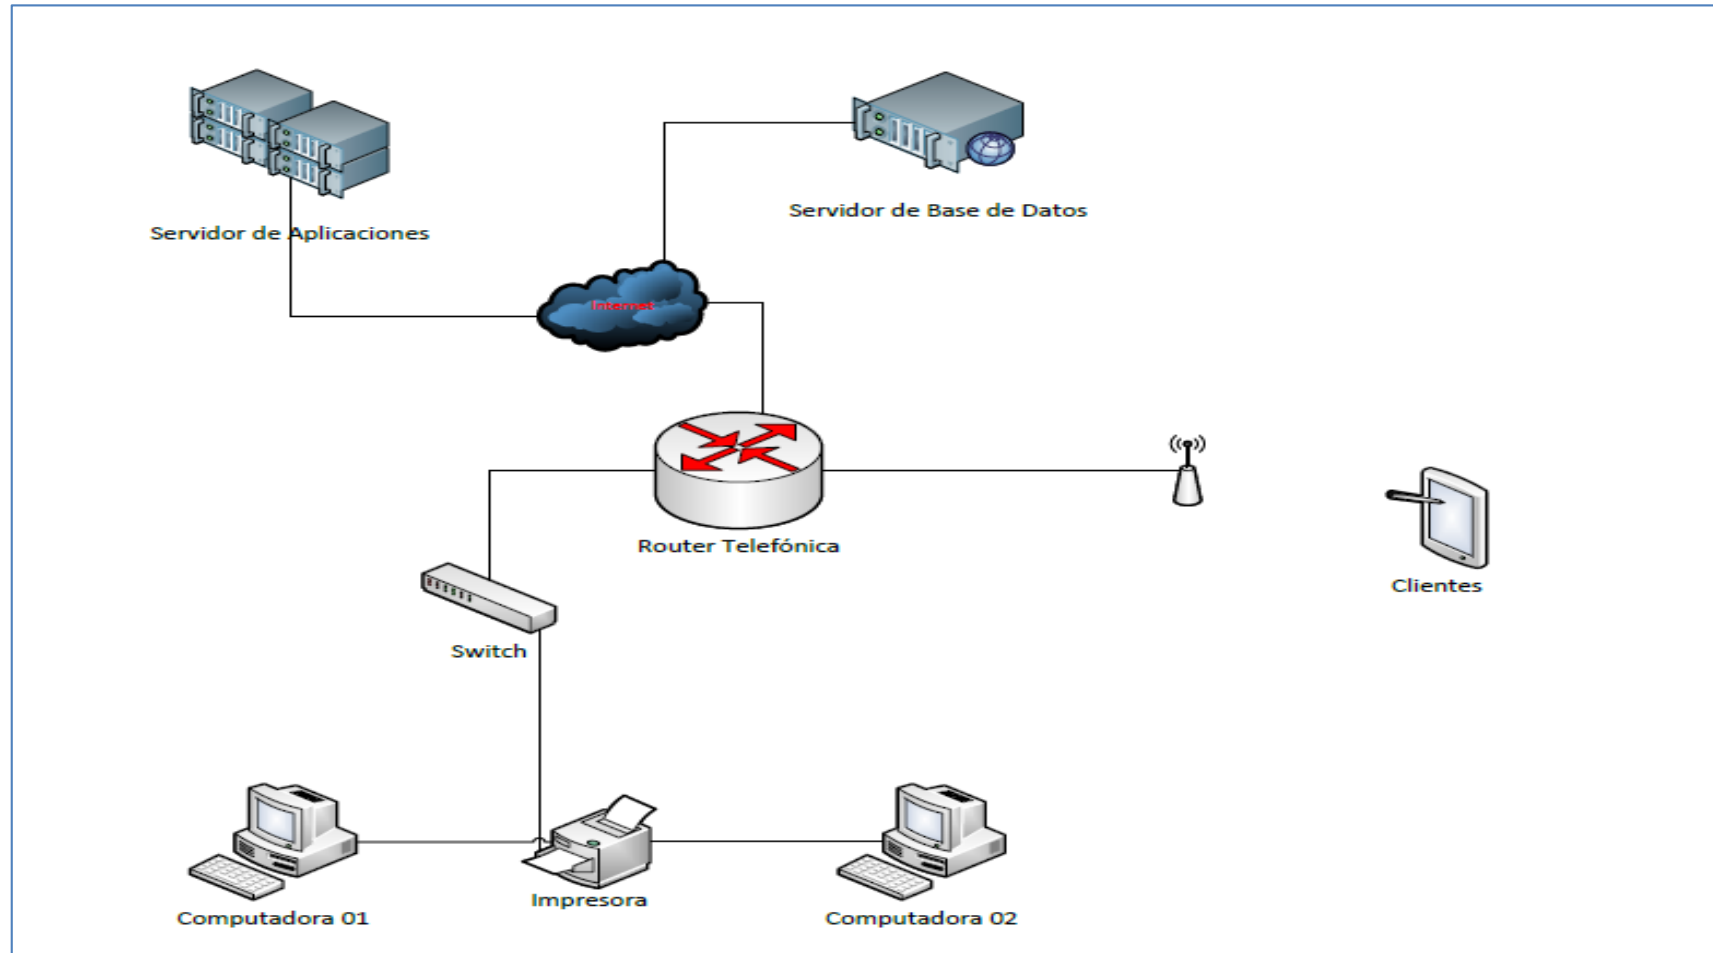 Servidor de Base de Datos
Servidor de Aplicaciones
Internet
Router Telefónica
Clientes
Switch
Impresora
Computadora 01
Computadora 02